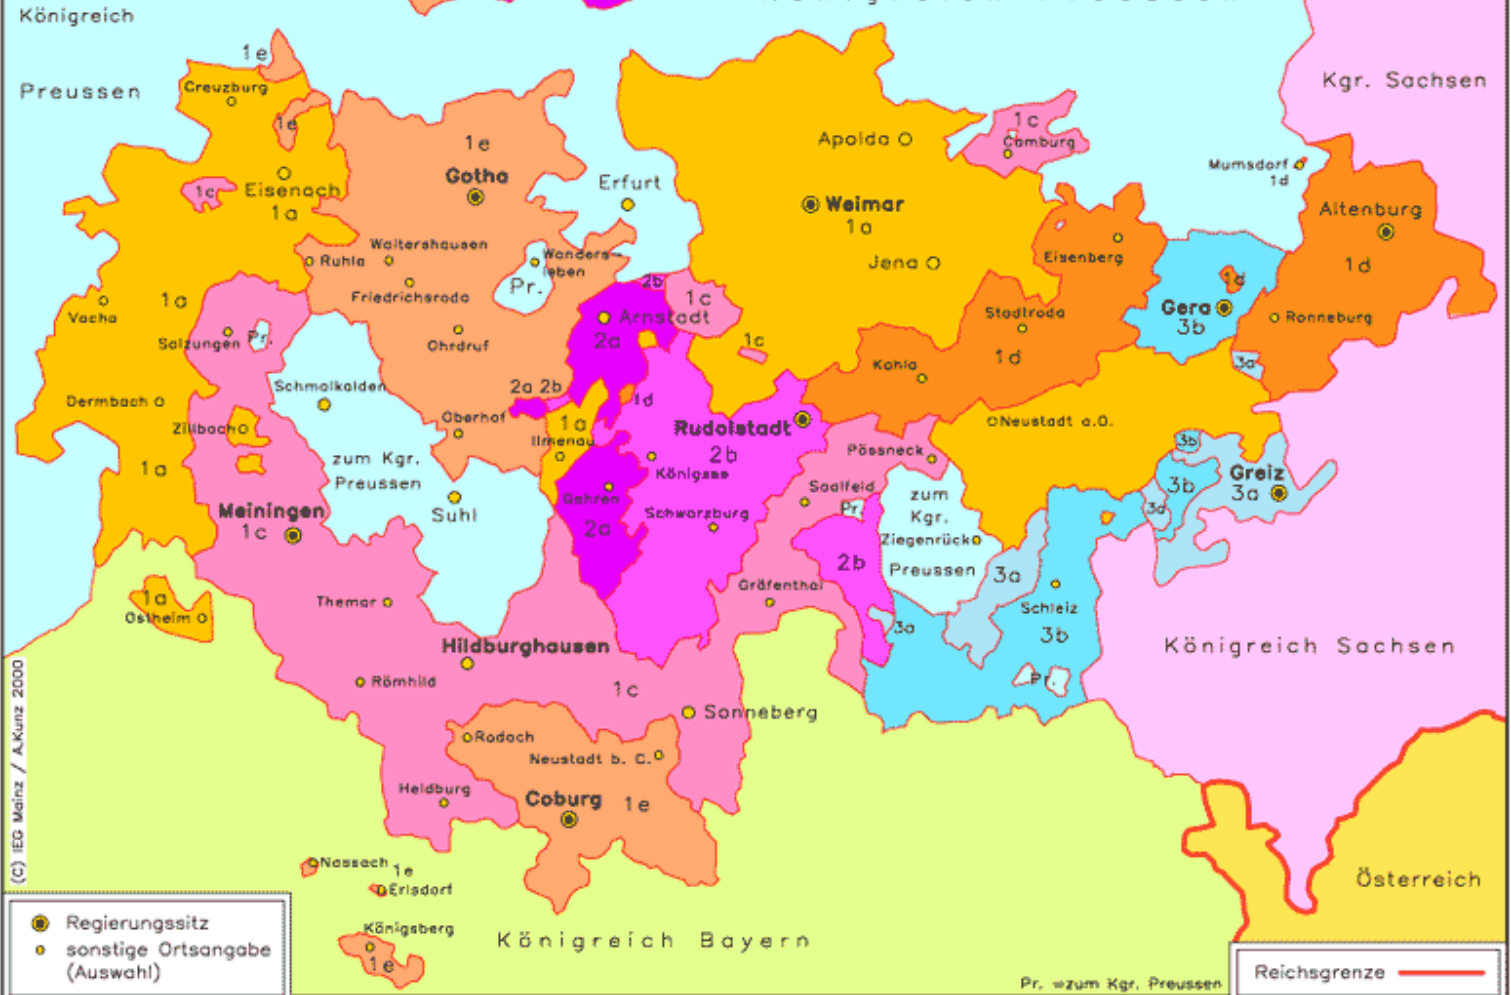 Königreich
Preussen
Kgr. Sachsen
1e
Creuzburg
1e
1e
Gotha
1c
Eisenach
1a
Erfurt
Apolda
Weimar
1a
Jena
1c
Camburg
Mumsdorf
1d
Altenburg
1d
Eisenberg
Waltershausen
Ruhla
Friedrichsroda
Wanders-
leben
Pr.
Vacha
1a
Salzungen
Pr.
Ohrdruf
2b
1c
Arnstadt
2a
1c
Stadtroda
1d
Kahla
1d
Gera
3b
Ronneburg
3a
Schmalkalden
Dermbach
Zillbach
2a 2b
1d
Oberhof
1a
Ilmenau
Rudolstadt
2b
Königsee
Neustadt a.O.
Pössneck
3b
Greiz
3a
3b
3a
1a
zum Kgr.
Preussen
Suhl
Gehren
2a
Schwarzburg
Saalfeld
Pr.
zum
Kgr.
Ziegenrück
Preussen
Meiningen
1c
2b
3a
Gräfenthal
Schleiz
3b
3a
1a
Ostheim
Themar
Hildburghausen
Königreich Sachsen
Römhild
1c
Pr.
Sonneberg
Rodach
Neustadt b. C.
Heldburg
Coburg
1e
Nassach
1e
Erlsdorf
Königsberg
1e
Königreich Bayern
Österreich
(C) IEG Mainz / A.Kunz 2000
Regierungssitz
sonstige Ortsangabe
(Auswahl)
Pr. =zum Kgr. Preussen
Reichsgrenze